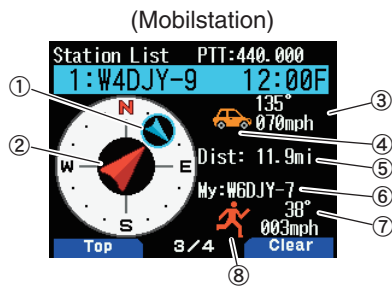 (Mobilstation)
Station List PTT:440.000
1:W4DJY-9 12:00F
①
N
135°
③
070mph
④
②
W
E
Dist: 11.9mi
⑤
My:W6DJY-7
⑥
S
38°
⑦
003mph
Top 3/4 Clear
⑧